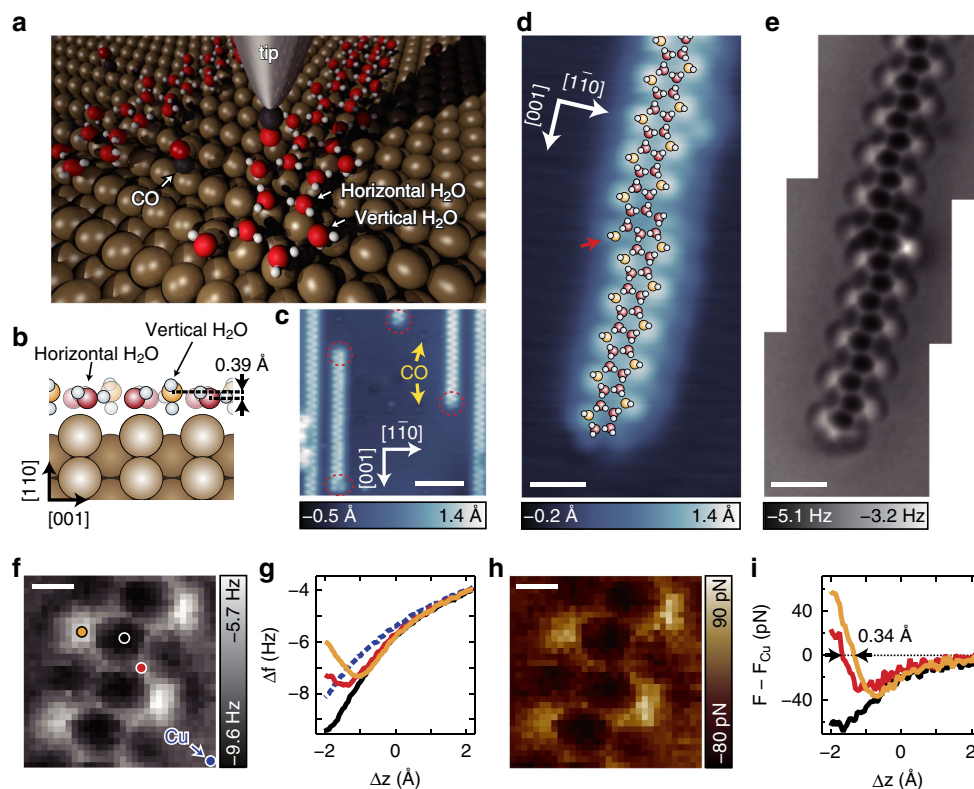 a
tip
CO
Horizontal H₂O
Vertical H₂O
b
Vertical H₂O
Horizontal H₂O
0.39 Å
[110]
[001]
c
CO
[11̅0]
[001]
−0.5 Å 1.4 Å
d
[11̅0]
[001]
−0.2 Å 1.4 Å
e
−5.1 Hz −3.2 Hz
f
Cu
−5.7 Hz
−9.6 Hz
g
−4
−6
−8
Δf (Hz)
−2 0 2
Δz (Å)
h
90 pN
−80 pN
i
40
0
−40
F − F_Cu (pN)
0.34 Å
−2 0 2
Δz (Å)